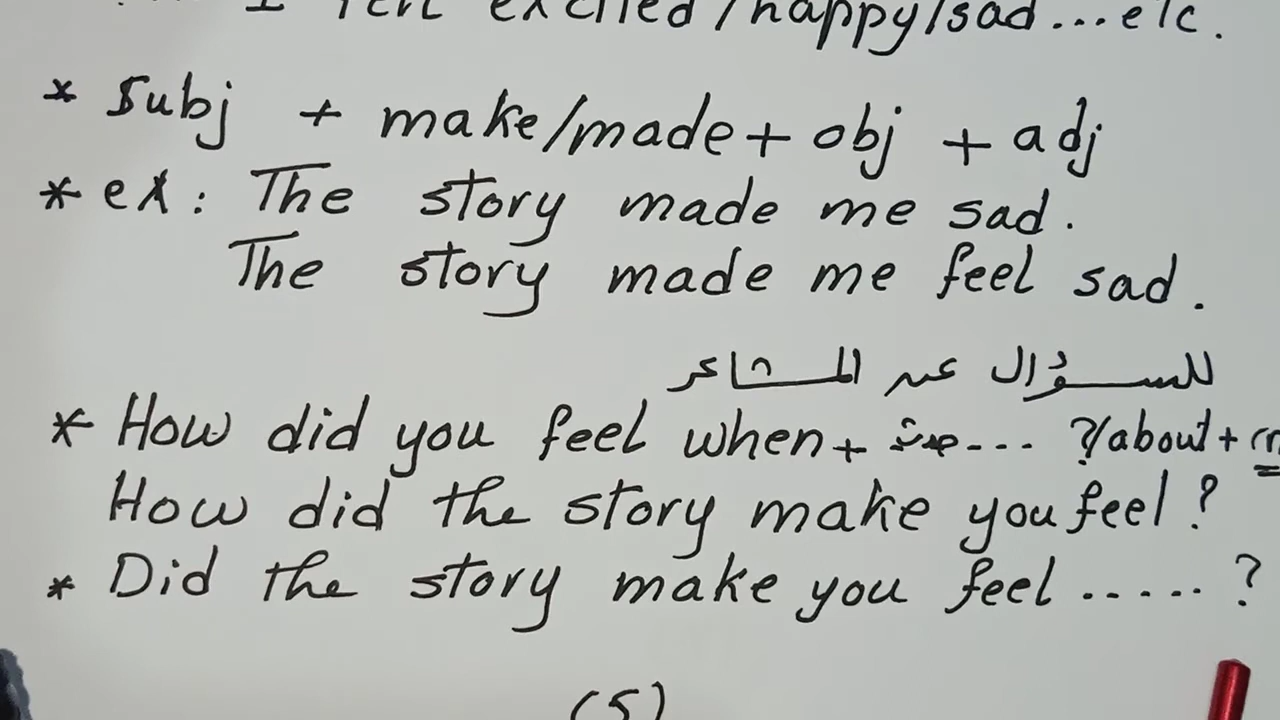 I felt excited/happy/sad...etc.
* Subj + make/made + obj + adj
* ex: The story made me sad.
The story made me feel sad.
للسؤال عن المشاعر
* How did you feel when + حدث... ?/about +
How did the story make you feel ?
* Did the story make you feel ..... ?
(5)